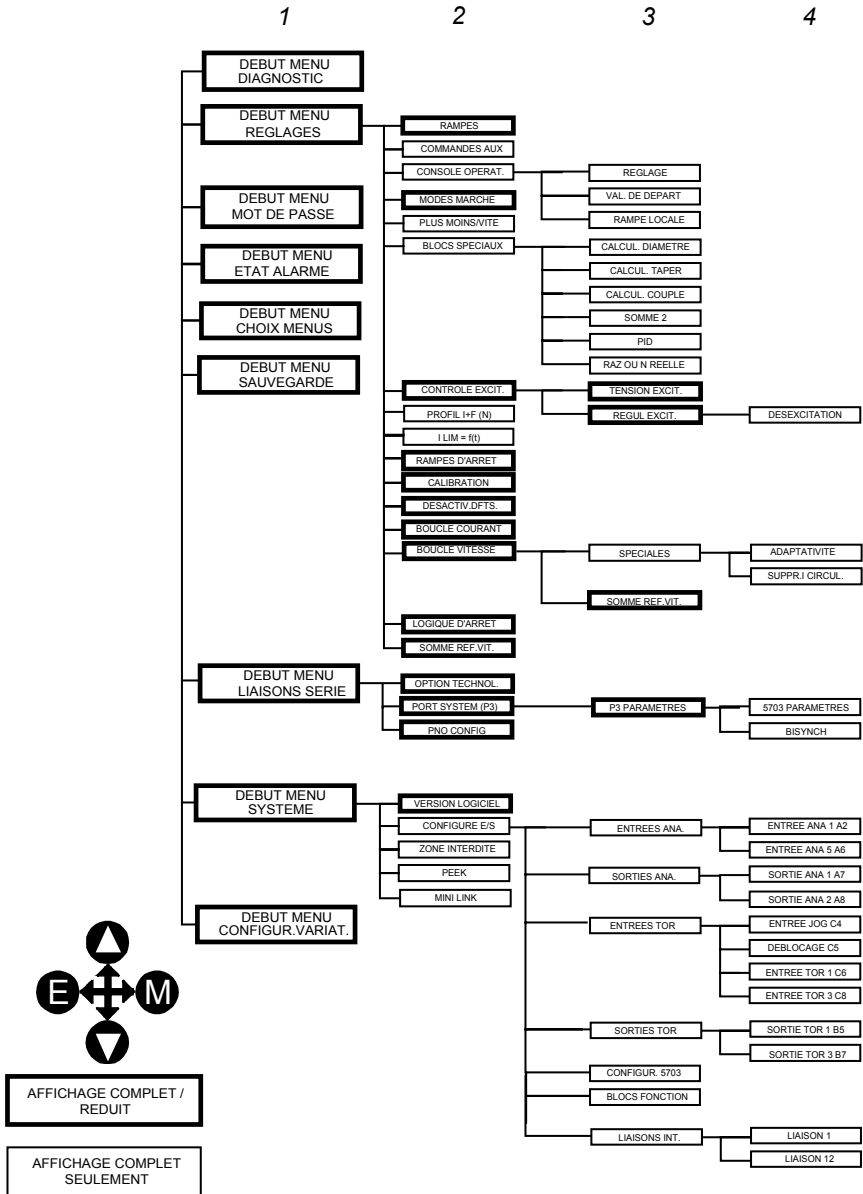 1 2 3 4
DEBUT MENU
DIAGNOSTIC
DEBUT MENU
REGLAGES
RAMPES
COMMANDES AUX
CONSOLE OPERAT.
REGLAGE
VAL. DE DEPART
RAMPE LOCALE
MODES MARCHE
PLUS MOINS/VITE
BLOCS SPECIAUX
CALCUL. DIAMETRE
CALCUL. TAPER
CALCUL. COUPLE
SOMME 2
PID
RAZ OU N REELLE
DEBUT MENU
MOT DE PASSE
DEBUT MENU
ETAT ALARME
DEBUT MENU
CHOIX MENUS
DEBUT MENU
SAUVEGARDE
CONTROLE EXCIT.
TENSION EXCIT.
REGUL EXCIT.
DESEXCITATION
PROFIL I+F (N)
I LIM = f(t)
RAMPES D'ARRET
CALIBRATION
DESACTIV.DFTS.
BOUCLE COURANT
BOUCLE VITESSE
SPECIALES
ADAPTATIVITE
SUPPR.I CIRCUL.
SOMME REF.VIT.
LOGIQUE D'ARRET
SOMME REF.VIT.
DEBUT MENU
LIAISONS SERIE
OPTION TECHNOL.
PORT SYSTEM (P3)
P3 PARAMETRES
5703 PARAMETRES
BISYNCH
PNO CONFIG
DEBUT MENU
SYSTEME
VERSION LOGICIEL
CONFIGURE E/S
ENTREES ANA.
ENTREE ANA 1 A2
ENTREE ANA 5 A6
ZONE INTERDITE
PEEK
MINI LINK
SORTIES ANA.
SORTIE ANA 1 A7
SORTIE ANA 2 A8
ENTREES TOR
ENTREE JOG C4
DEBLOCAGE C5
ENTREE TOR 1 C6
ENTREE TOR 3 C8
SORTIES TOR
SORTIE TOR 1 B5
SORTIE TOR 3 B7
CONFIGUR. 5703
BLOCS FONCTION
LIAISONS INT.
LIAISON 1
LIAISON 12
DEBUT MENU
CONFIGUR.VARIAT.
E M
AFFICHAGE COMPLET /
REDUIT
AFFICHAGE COMPLET
SEULEMENT